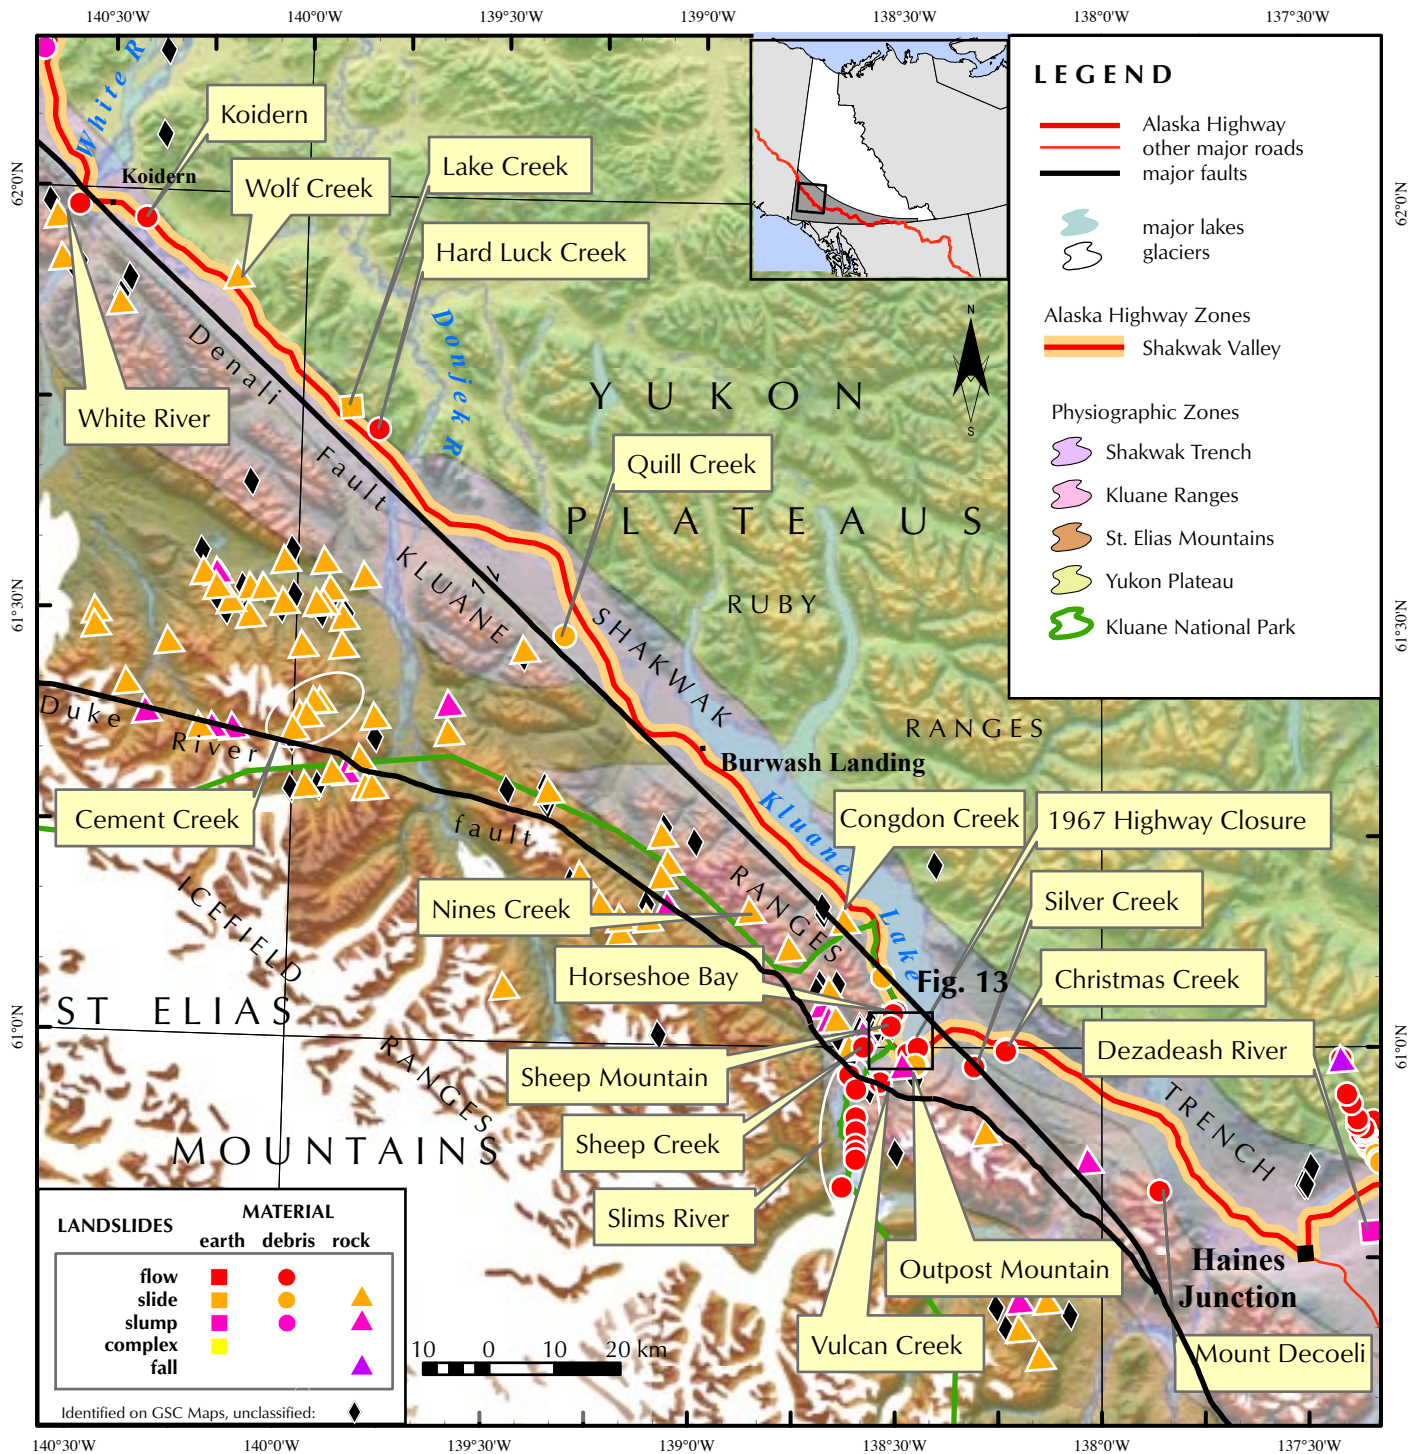 140°30'W 140°0'W 139°30'W 139°0'W 138°30'W 138°0'W 137°30'W
62°0'N
61°30'N
61°0'N
62°0'N
61°30'N
61°0'N
White R
Koidern
Koidern
Wolf Creek
Lake Creek
Hard Luck Creek
White River
Denali
Fault
Donjek R
YUKON
PLATEAUS
Quill Creek
KLUANE
RANGES
SHAKWAK
TRENCH
RUBY
RANGES
Duke
River
fault
Burwash Landing
Kluane
Lake
Cement Creek
Congdon Creek
1967 Highway Closure
Silver Creek
Nines Creek
Horseshoe Bay
Fig. 13
Christmas Creek
Dezadeash River
ICEFIELD
RANGES
ST ELIAS
MOUNTAINS
Sheep Mountain
Sheep Creek
Slims River
Outpost Mountain
Vulcan Creek
Haines
Junction
Mount Decoeli
LEGEND
Alaska Highway
other major roads
major faults
major lakes
glaciers
Alaska Highway Zones
Shakwak Valley
Physiographic Zones
Shakwak Trench
Kluane Ranges
St. Elias Mountains
Yukon Plateau
Kluane National Park
N
S
LANDSLIDES
MATERIAL
earth debris rock
flow
slide
slump
complex
fall
Identified on GSC Maps, unclassified:
10 0 10 20 km
140°30'W 140°0'W 139°30'W 139°0'W 138°30'W 138°0'W 137°30'W